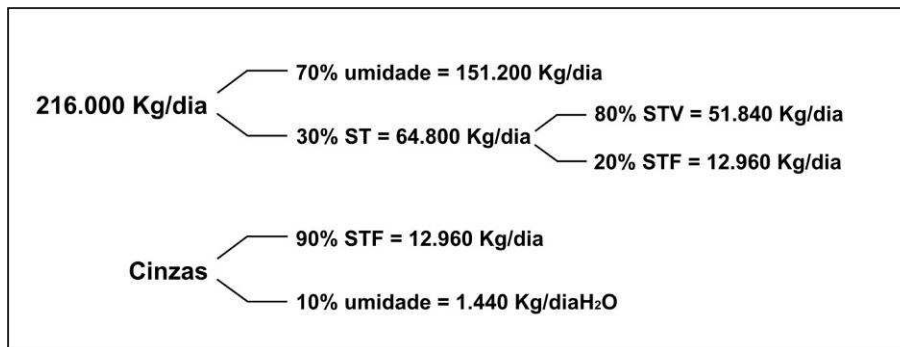 216.000 Kg/dia
70% umidade = 151.200 Kg/dia
30% ST = 64.800 Kg/dia
80% STV = 51.840 Kg/dia
20% STF = 12.960 Kg/dia
Cinzas
90% STF = 12.960 Kg/dia
10% umidade = 1.440 Kg/diaH₂O